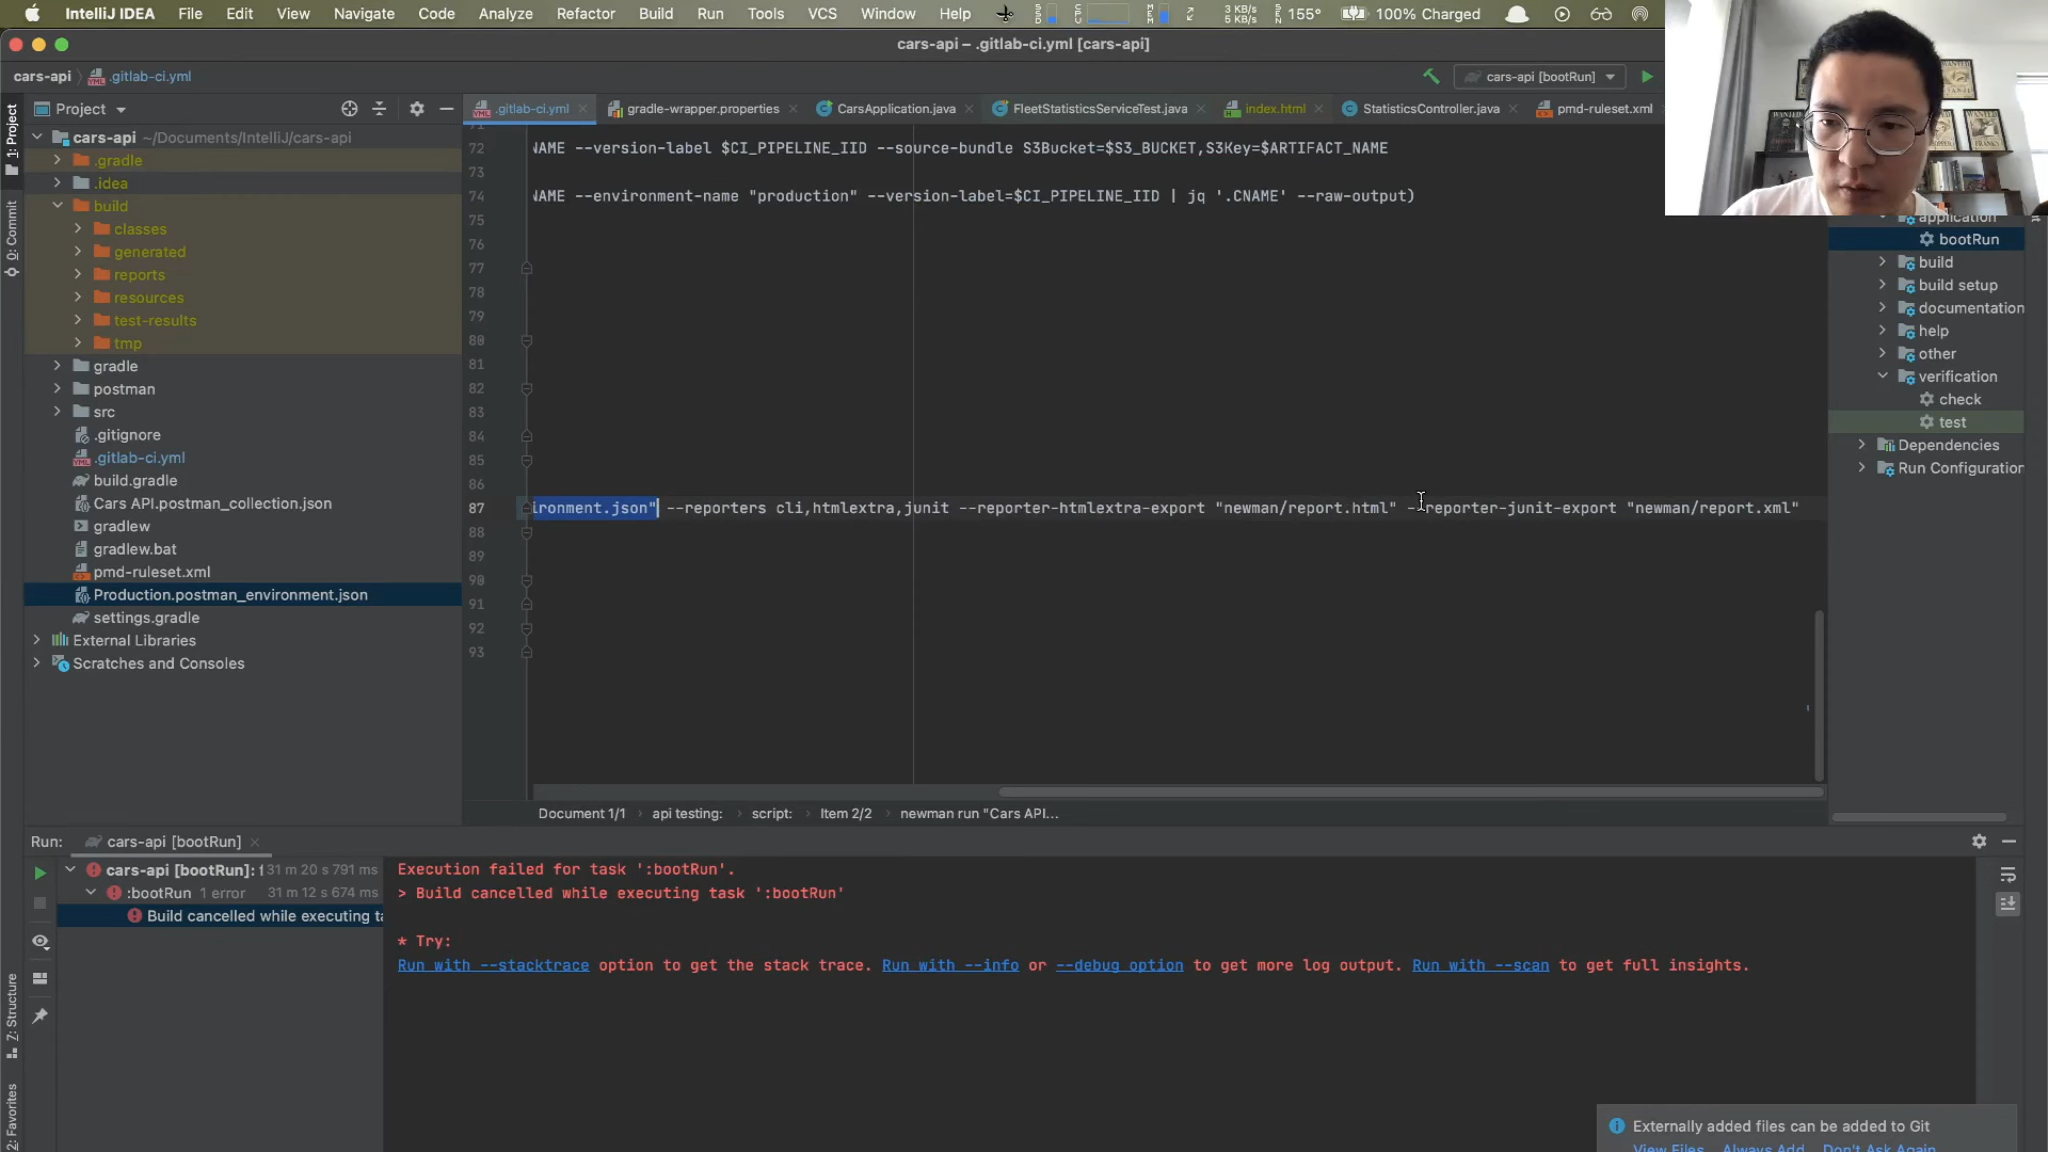 IntelliJ IDEA File Edit View Navigate Code Analyze Refactor Build Run Tools VCS Window Help
SSD CPU MEM 3 KB/s 5 KB/s SEN 155° 100% Charged
cars-api – .gitlab-ci.yml [cars-api]
cars-api .gitlab-ci.yml
cars-api [bootRun]
1: Project
0: Commit
7: Structure
2: Favorites
Project
.gitlab-ci.yml gradle-wrapper.properties CarsApplication.java FleetStatisticsServiceTest.java index.html StatisticsController.java pmd-ruleset.xml
cars-api ~/Documents/IntelliJ/cars-api
.gradle
.idea
build
classes
generated
reports
resources
test-results
tmp
gradle
postman
src
.gitignore
.gitlab-ci.yml
build.gradle
Cars API.postman_collection.json
gradlew
gradlew.bat
pmd-ruleset.xml
Production.postman_environment.json
settings.gradle
External Libraries
Scratches and Consoles
71
72 NAME --version-label $CI_PIPELINE_IID --source-bundle S3Bucket=$S3_BUCKET,S3Key=$ARTIFACT_NAME
73
74 NAME --environment-name "production" --version-label=$CI_PIPELINE_IID | jq '.CNAME' --raw-output)
75
76
77
78
79
80
81
82
83
84
85
86
87 ironment.json" --reporters cli,htmlextra,junit --reporter-htmlextra-export "newman/report.html" --reporter-junit-export "newman/report.xml"
88
89
90
91
92
93
Document 1/1 api testing: script: Item 2/2 newman run "Cars API...
WANTED
WANTED
application
bootRun
build
build setup
documentation
help
other
verification
check
test
Dependencies
Run Configuration
Run: cars-api [bootRun]
cars-api [bootRun]: f 31 m 20 s 791 ms
:bootRun 1 error 31 m 12 s 674 ms
Build cancelled while executing ta
Execution failed for task ':bootRun'.
> Build cancelled while executing task ':bootRun'
* Try:
Run with --stacktrace option to get the stack trace. Run with --info or --debug option to get more log output. Run with --scan to get full insights.
Externally added files can be added to Git
View Files Always Add Don't Ask Again